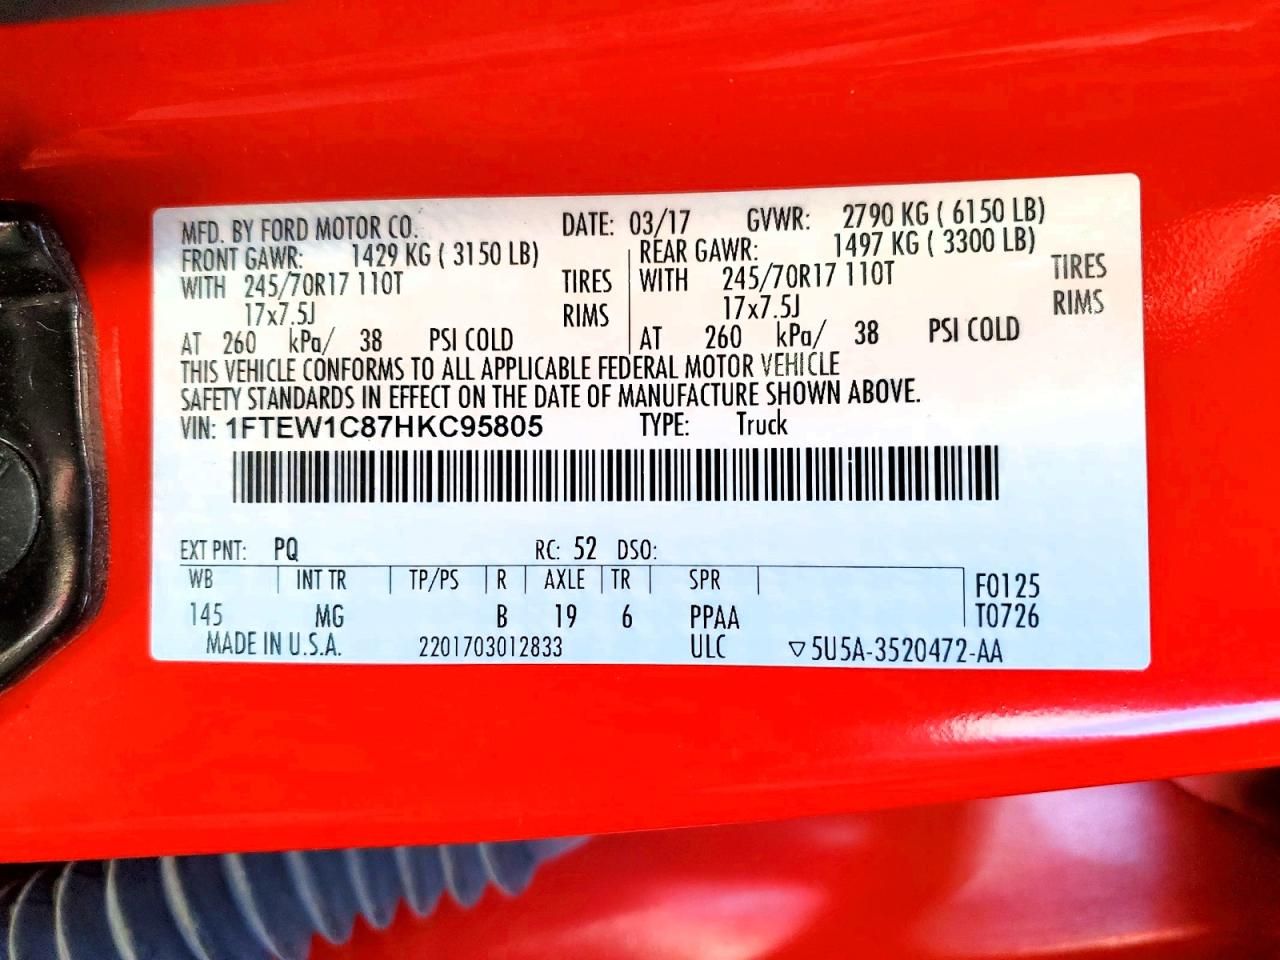 MFD. BY FORD MOTOR CO. DATE: 03/17 GVWR: 2790 KG ( 6150 LB)
FRONT GAWR: 1429 KG ( 3150 LB) REAR GAWR: 1497 KG ( 3300 LB)
WITH 245/70R17 110T TIRES WITH 245/70R17 110T TIRES
17x7.5J RIMS 17x7.5J RIMS
AT 260 kPa/ 38 PSI COLD AT 260 kPa/ 38 PSI COLD
THIS VEHICLE CONFORMS TO ALL APPLICABLE FEDERAL MOTOR VEHICLE
SAFETY STANDARDS IN EFFECT ON THE DATE OF MANUFACTURE SHOWN ABOVE.
VIN: 1FTEW1C87HKC95805 TYPE: Truck
EXT PNT: PQ RC: 52 DSO:
WB INT TR TP/PS R AXLE TR SPR F0125
145 MG B 19 6 PPAA T0726
MADE IN U.S.A. 2201703012833 ULC ▽5U5A-3520472-AA